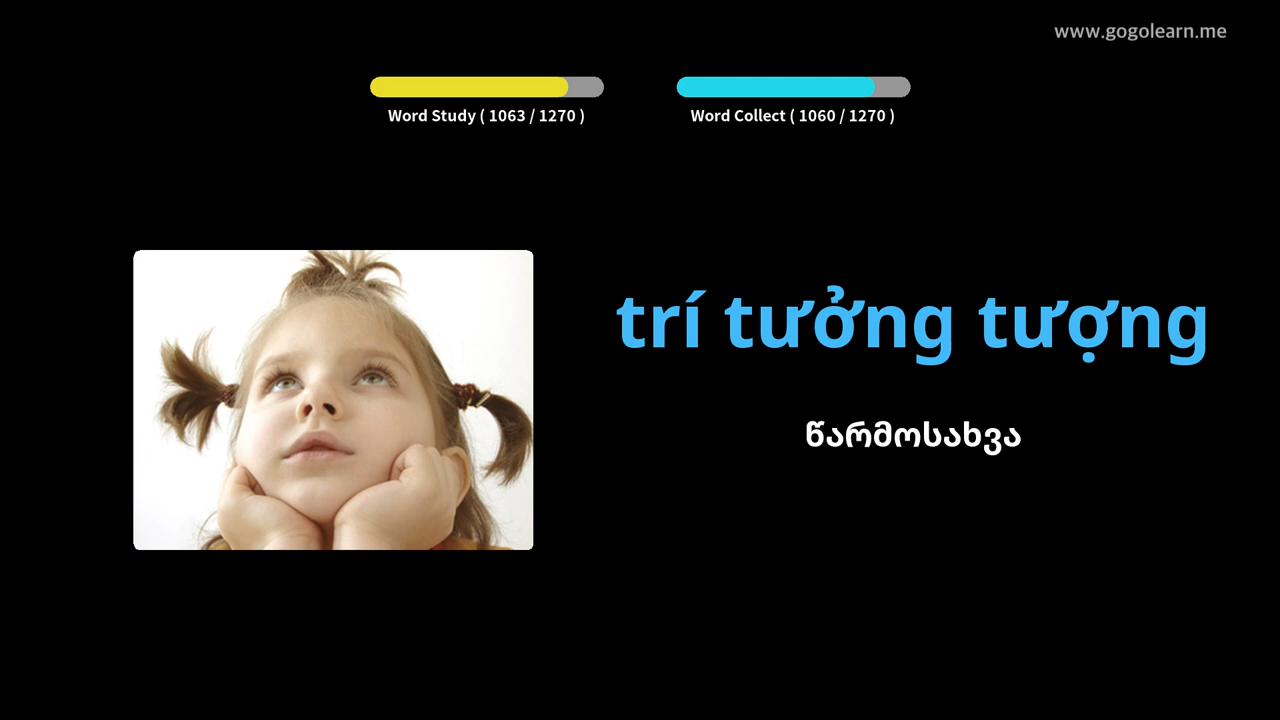 www.gogolearn.me
Word Study ( 1063 / 1270 )
Word Collect ( 1060 / 1270 )
trí tưởng tượng
წარმოსახვა